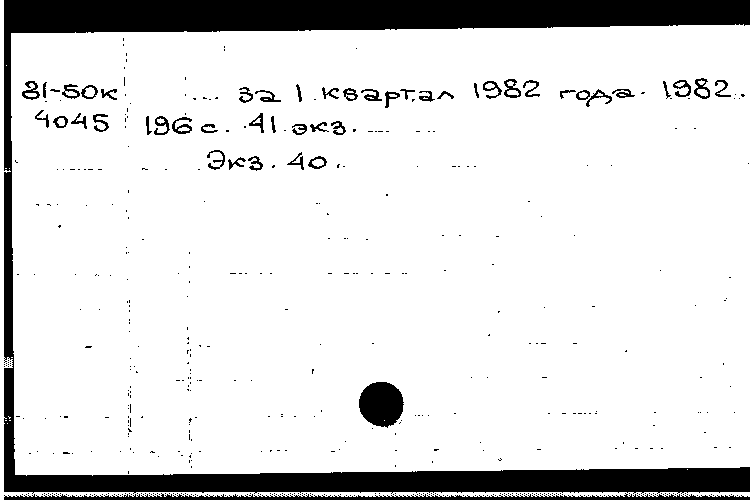 81-50к ... за I квартал 1982 года. 1982.
4045 196 с. 41 экз.
Экз. 40.